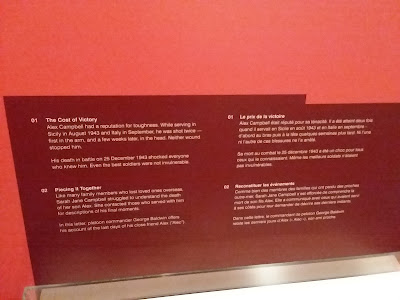 01 The Cost of Victory
Alex Campbell had a reputation for toughness. While serving in
Sicily in August 1943 and Italy in September, he was shot twice —
first in the arm, and a few weeks later, in the head. Neither wound
stopped him.
His death in battle on 25 December 1943 shocked everyone
who knew him. Even the best soldiers were not invulnerable.
02 Piecing It Together
Like many family members who lost loved ones overseas,
Sarah Jane Campbell struggled to understand the death
of her son Alex. She contacted those who served with him
for descriptions of his final moments.
In this letter, platoon commander George Baldwin offers
his account of the last days of his close friend Alex ("Alec").
01 Le prix de la victoire
Alex Campbell était réputé pour sa ténacité. Il a été atteint deux fois
quand il servait en Sicile en août 1943 et en Italie en septembre –
d'abord au bras puis à la tête quelques semaines plus tard. Ni l'une
ni l'autre de ces blessures ne l'a arrêté.
Sa mort au combat le 25 décembre 1943 a été un choc pour tous
ceux qui le connaissaient. Même les meilleurs soldats n'étaient
pas invulnérables.
02 Reconstituer les événements
Comme bien des membres des familles qui ont perdu des proches
outre-mer, Sarah Jane Campbell s'est efforcée de comprendre la
mort de son fils Alex. Elle a communiqué avec ceux qui avaient servi
à ses côtés pour leur demander de décrire ses derniers instants.
Dans cette lettre, le commandant de peloton George Baldwin
relate les derniers jours d'Alex (« Alec »), son ami proche.